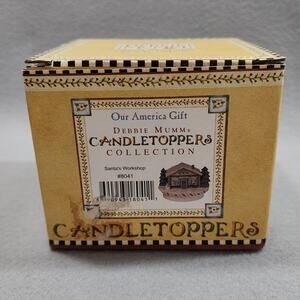 Our America Gift
DEBBIE MUMM®
CANDLETOPPERS
COLLECTION
Santa's Workshop
#8041
CANDLETOPPERS